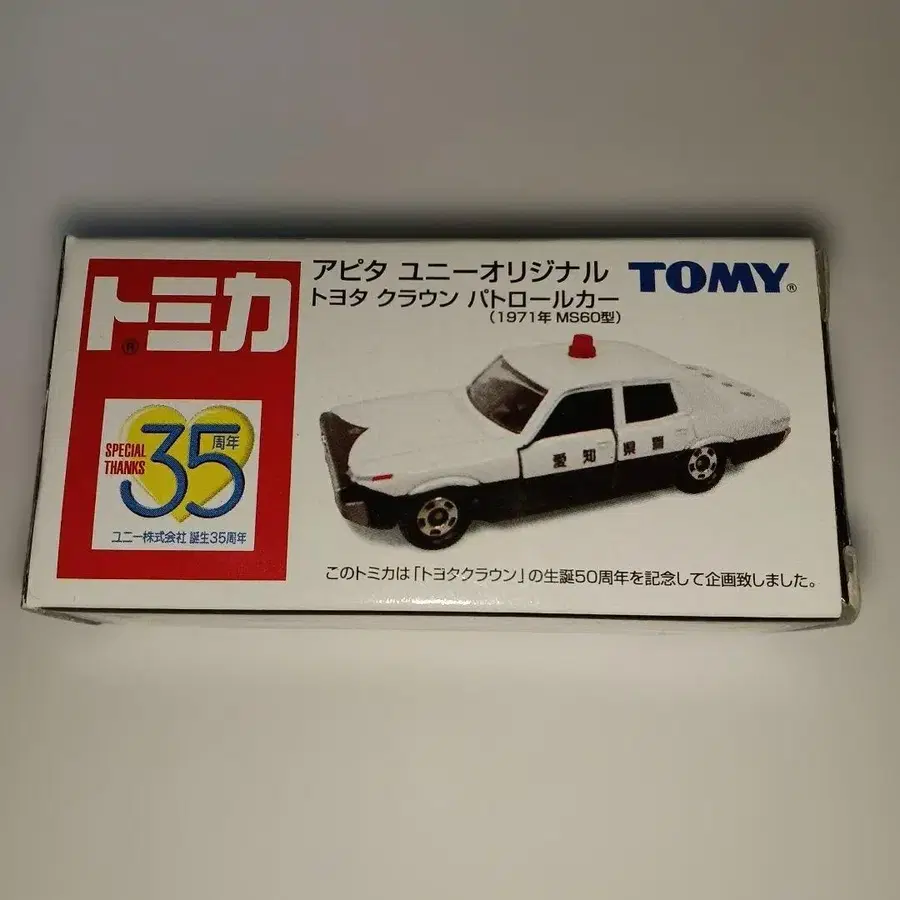 トミカ®
アピタ ユニーオリジナル
トヨタ クラウン パトロールカー
(1971年 MS60型)
TOMY®
SPECIAL
THANKS
35周年
ユニー株式会社 誕生35周年
愛知県警
このトミカは「トヨタクラウン」の生誕50周年を記念して企画致しました。